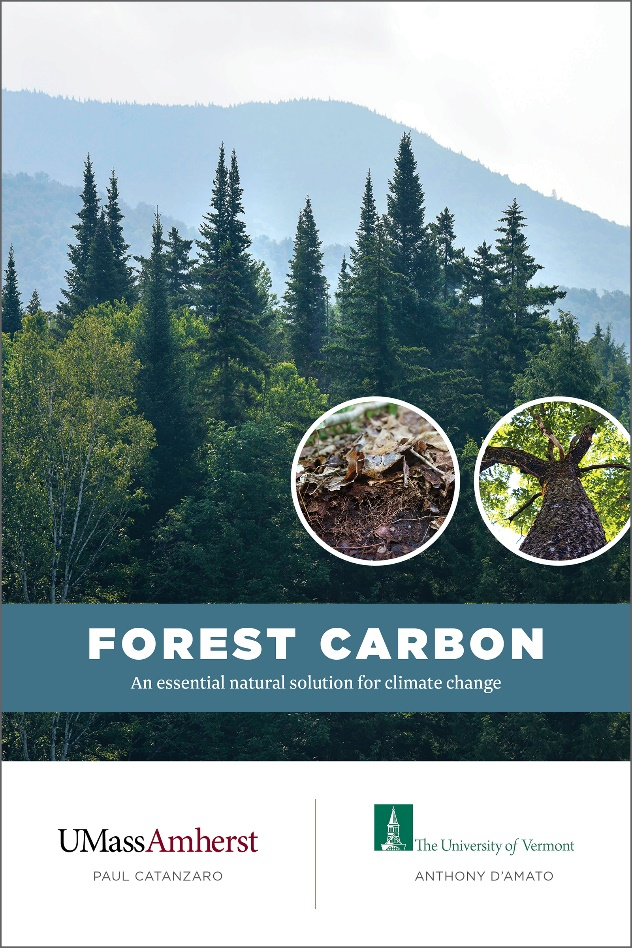 FOREST CARBON
An essential natural solution for climate change
UMassAmherst
PAUL CATANZARO
The University of Vermont
ANTHONY D'AMATO